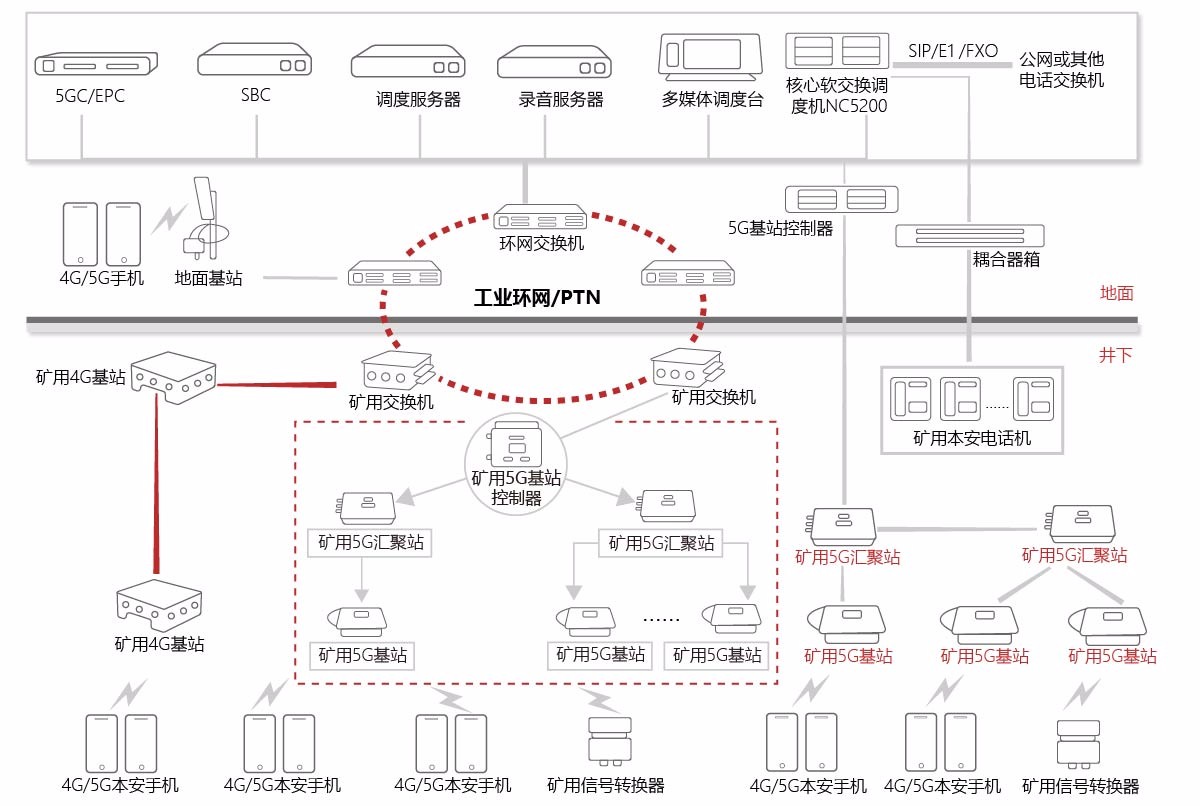 5GC/EPC
SBC
调度服务器
录音服务器
多媒体调度台
核心软交换调
度机NC5200
SIP/E1/FXO
公网或其他
电话交换机
4G/5G手机
地面基站
环网交换机
5G基站控制器
耦合器箱
工业环网/PTN
地面
井下
矿用4G基站
矿用交换机
矿用交换机
矿用本安电话机
......
矿用5G基站
控制器
矿用5G汇聚站
矿用5G汇聚站
矿用5G汇聚站
矿用5G汇聚站
矿用4G基站
......
矿用5G基站
矿用5G基站
矿用5G基站
矿用5G基站
矿用5G基站
矿用5G基站
4G/5G本安手机
4G/5G本安手机
4G/5G本安手机
矿用信号转换器
4G/5G本安手机
4G/5G本安手机
矿用信号转换器